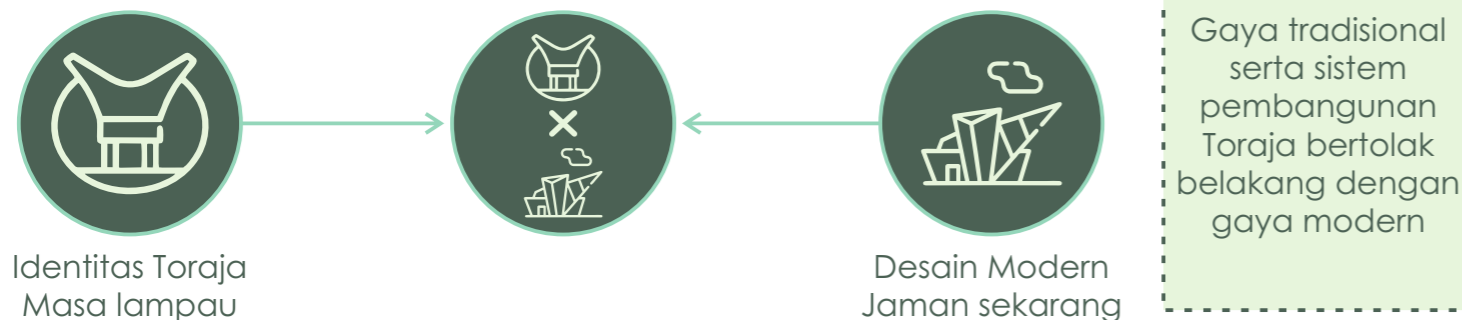 Identitas Toraja
Masa lampau
Desain Modern
Jaman sekarang
Gaya tradisional
serta sistem
pembangunan
Toraja bertolak
belakang dengan
gaya modern